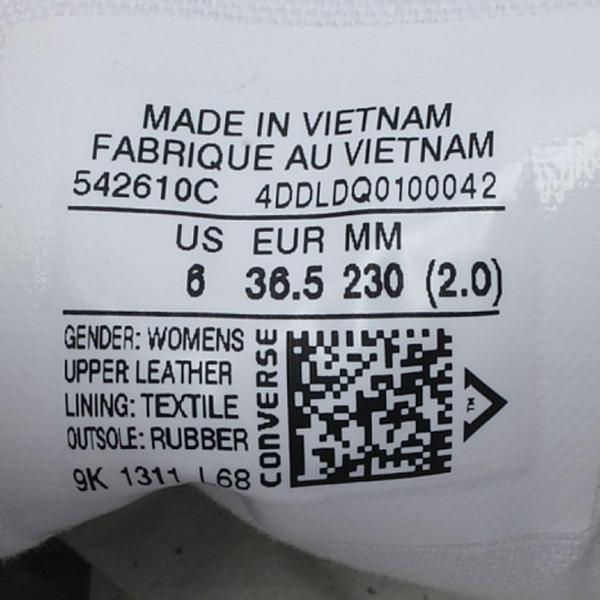 MADE IN VIETNAM
FABRIQUE AU VIETNAM
542610C 4DDLDQ0100042
US EUR MM
6 36.5 230 (2.0)
GENDER: WOMENS
UPPER LEATHER
LINING: TEXTILE
OUTSOLE: RUBBER
9K 1311 L68
CONVERSE
TM